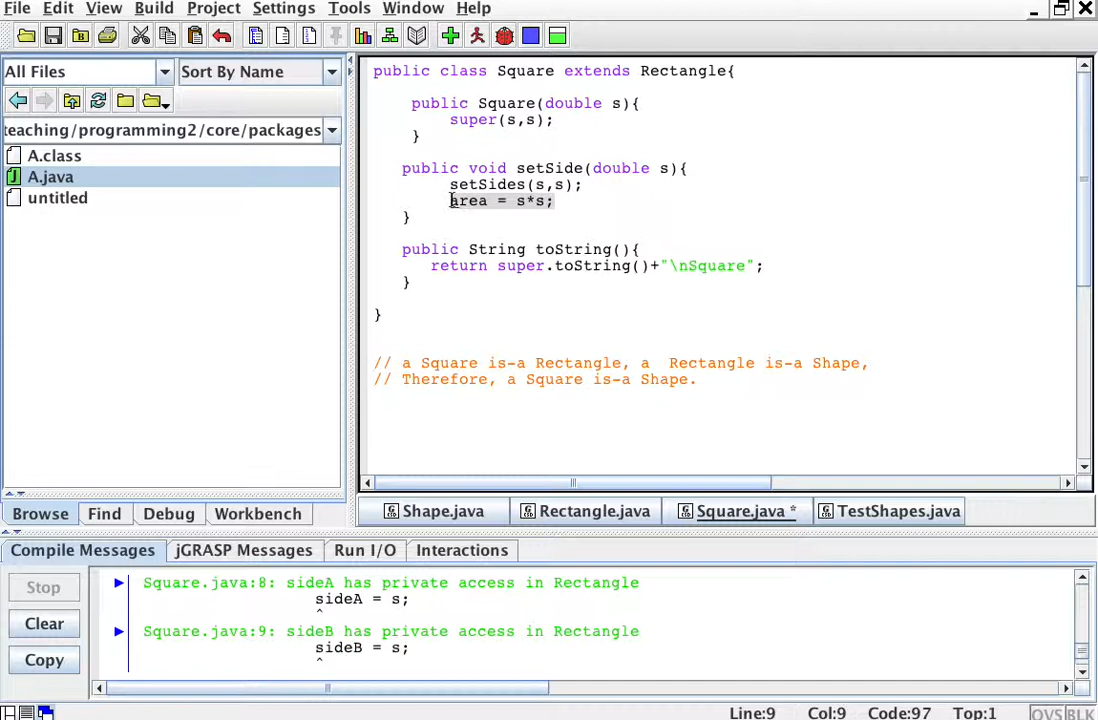 File Edit View Build Project Settings Tools Window Help
All Files Sort By Name
teaching/programming2/core/packages
A.class
A.java
untitled
Browse Find Debug Workbench
public class Square extends Rectangle{
public Square(double s){
super(s,s);
}
public void setSide(double s){
setSides(s,s);
area = s*s;
}
public String toString(){
return super.toString()+"\nSquare";
}
}
// a Square is-a Rectangle, a  Rectangle is-a Shape,
// Therefore, a Square is-a Shape.
Shape.java Rectangle.java Square.java * TestShapes.java
Compile Messages jGRASP Messages Run I/O Interactions
Stop
Clear
Copy
Square.java:8: sideA has private access in Rectangle
sideA = s;
^
Square.java:9: sideB has private access in Rectangle
sideB = s;
^
Line:9 Col:9 Code:97 Top:1 OVS BLK